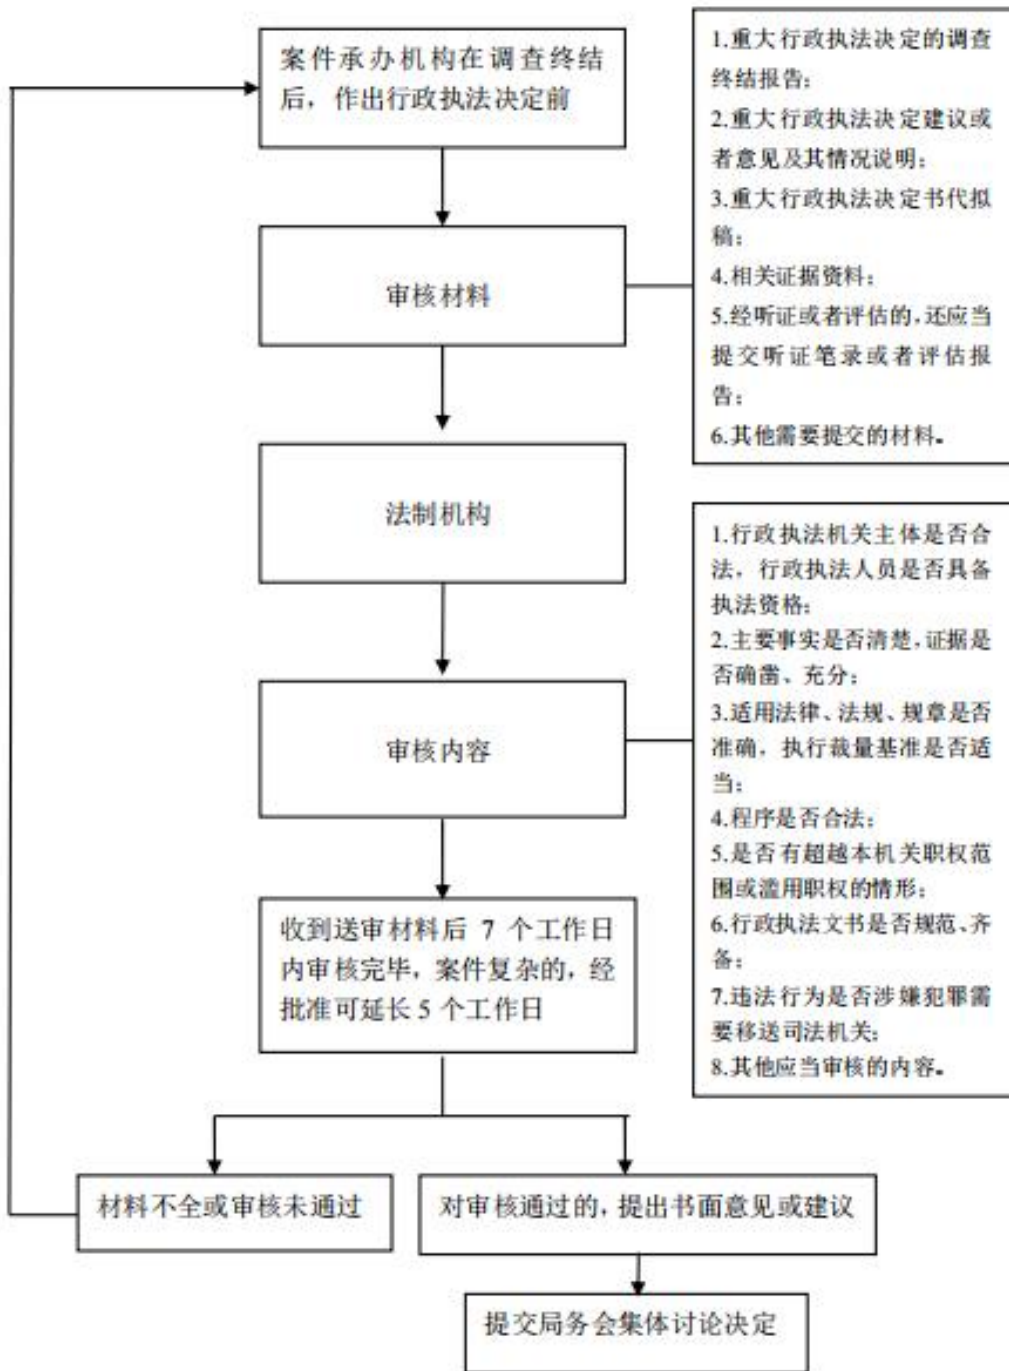 案件承办机构在调查终结
后，作出行政执法决定前
审核材料
1.重大行政执法决定的调查
终结报告；
2.重大行政执法决定建议或
者意见及其情况说明；
3.重大行政执法决定书代拟
稿；
4.相关证据资料；
5.经听证或者评估的，还应当
提交听证笔录或者评估报
告；
6.其他需要提交的材料。
法制机构
审核内容
1.行政执法机关主体是否合
法，行政执法人员是否具备
执法资格；
2.主要事实是否清楚，证据是
否确凿、充分；
3.适用法律、法规、规章是否
准确，执行裁量基准是否适
当；
4.程序是否合法；
5.是否有超越本机关职权范
围或滥用职权的情形；
6.行政执法文书是否规范、齐
备；
7.违法行为是否涉嫌犯罪需
要移送司法机关；
8.其他应当审核的内容。
收到送审材料后 7 个工作日
内审核完毕，案件复杂的，经
批准可延长 5 个工作日
材料不全或审核未通过
对审核通过的，提出书面意见或建议
提交局务会集体讨论决定